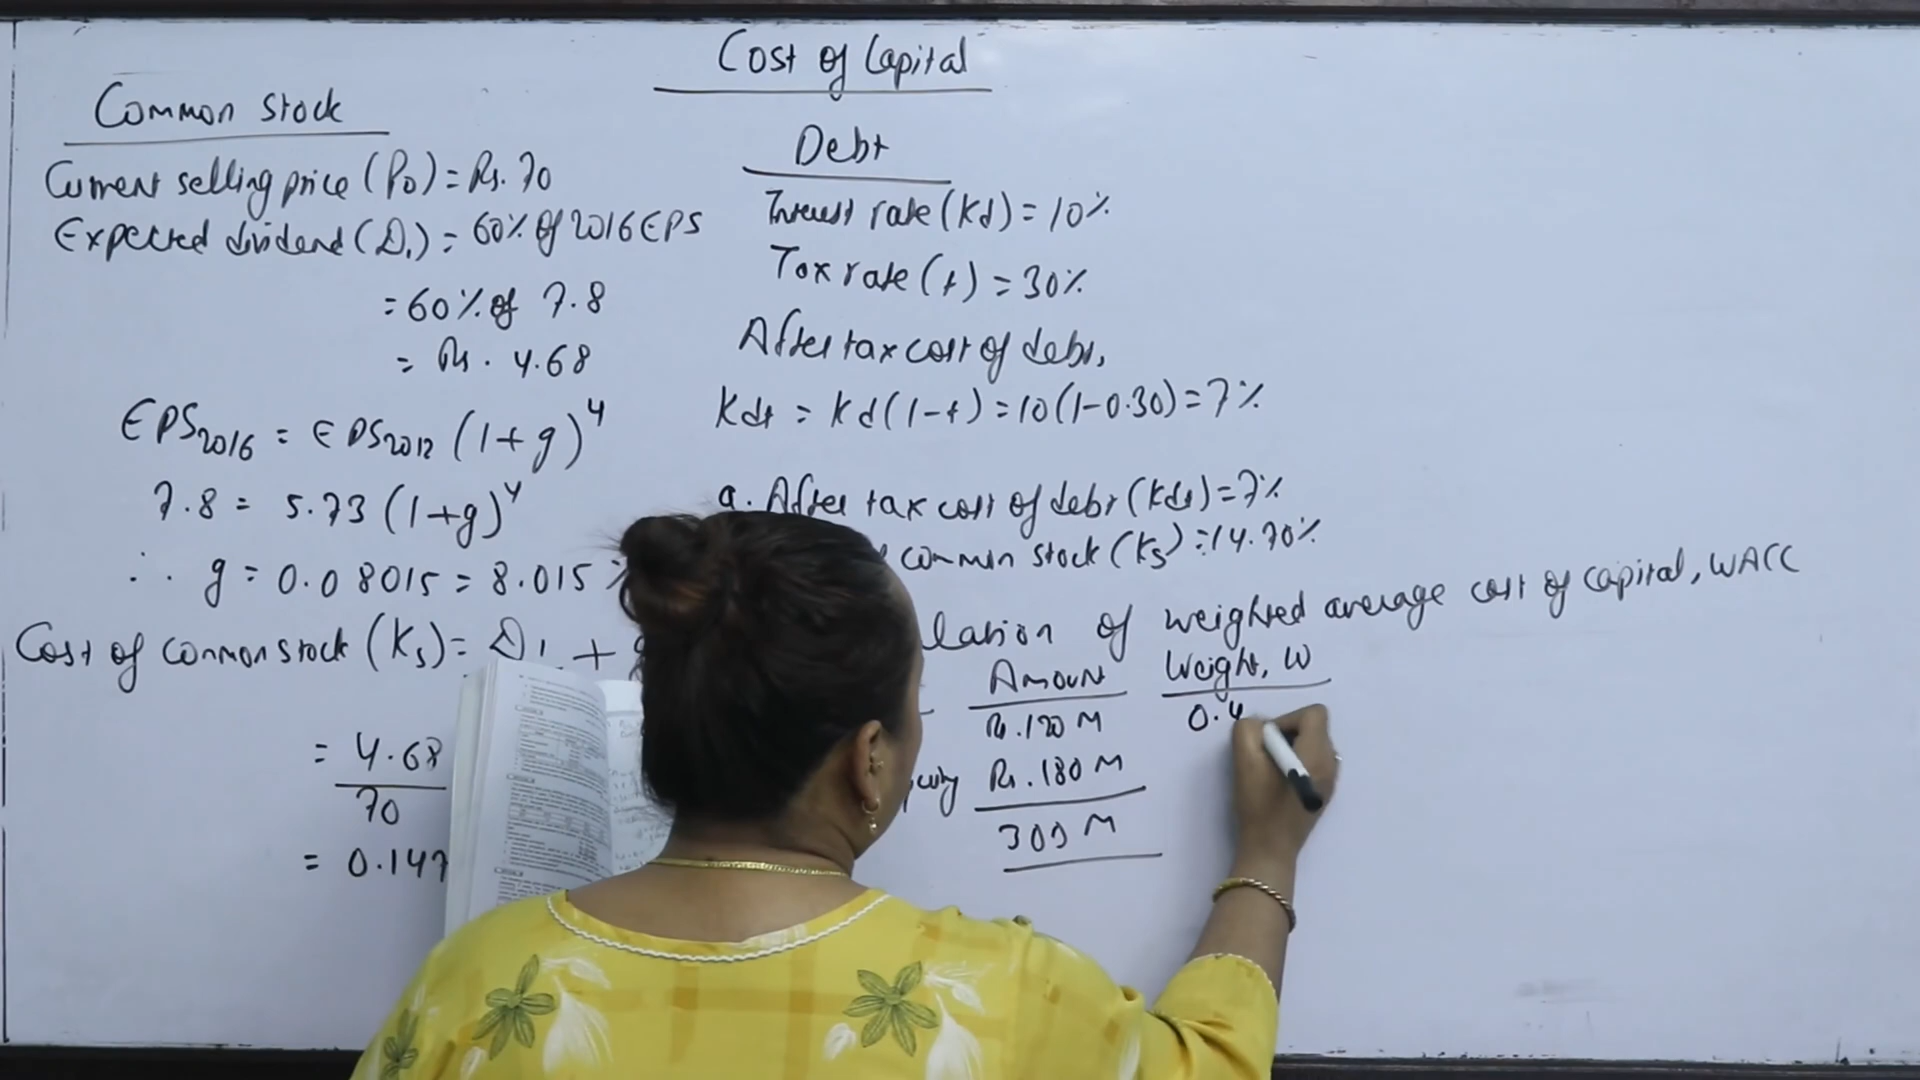 Cost of Capital
Common Stock
Current selling price (P0) = Rs. 70
Expected dividend (D1) = 60% of 2016 EPS
= 60% of 7.8
= Rs. 4.68
EPS2016 = EPS2012 (1+g)^4
7.8 = 5.73 (1+g)^4
∴ g = 0.08015 = 8.015 %
Cost of common stock (Ks) = D1 +
= 4.68
70
= 0.147
Debt
Interest rate (Kd) = 10%
Tax rate (t) = 30%
After tax cost of debt,
Kdt = Kd(1-t) = 10(1-0.30) = 7%
a. After tax cost of debt (Kdt) = 7%
common stock (Ks) = 14.70%
lation of weighted average cost of capital, WACC
Amount Weight, W
Rs. 120 M 0.4
Rs. 180 M
300 M